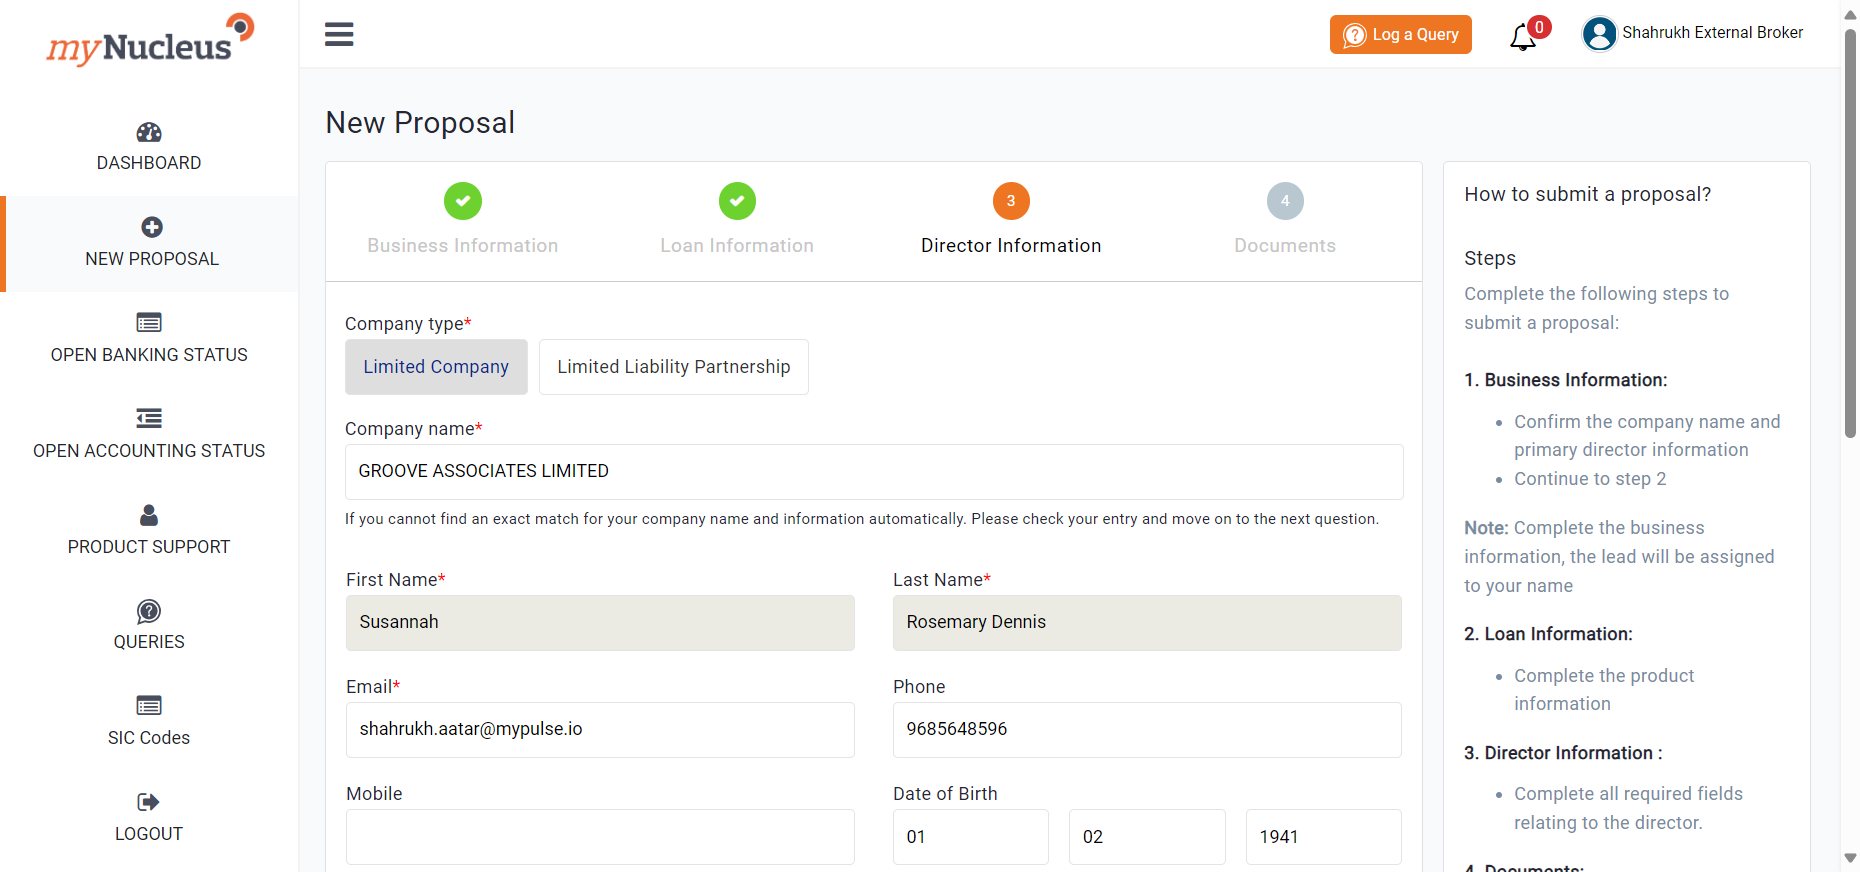 myNucleus
Log a Query
0
Shahrukh External Broker
DASHBOARD
NEW PROPOSAL
OPEN BANKING STATUS
OPEN ACCOUNTING STATUS
PRODUCT SUPPORT
QUERIES
SIC Codes
LOGOUT
New Proposal
3
4
Business Information
Loan Information
Director Information
Documents
Company type*
Limited Company
Limited Liability Partnership
Company name*
GROOVE ASSOCIATES LIMITED
If you cannot find an exact match for your company name and information automatically. Please check your entry and move on to the next question.
First Name*
Last Name*
Susannah
Rosemary Dennis
Email*
Phone
shahrukh.aatar@mypulse.io
9685648596
Mobile
Date of Birth
01
02
1941
How to submit a proposal?
Steps
Complete the following steps to
submit a proposal:
1. Business Information:
• Confirm the company name and
primary director information
• Continue to step 2
Note: Complete the business
information, the lead will be assigned
to your name
2. Loan Information:
• Complete the product
information
3. Director Information :
• Complete all required fields
relating to the director.
4. Documents: